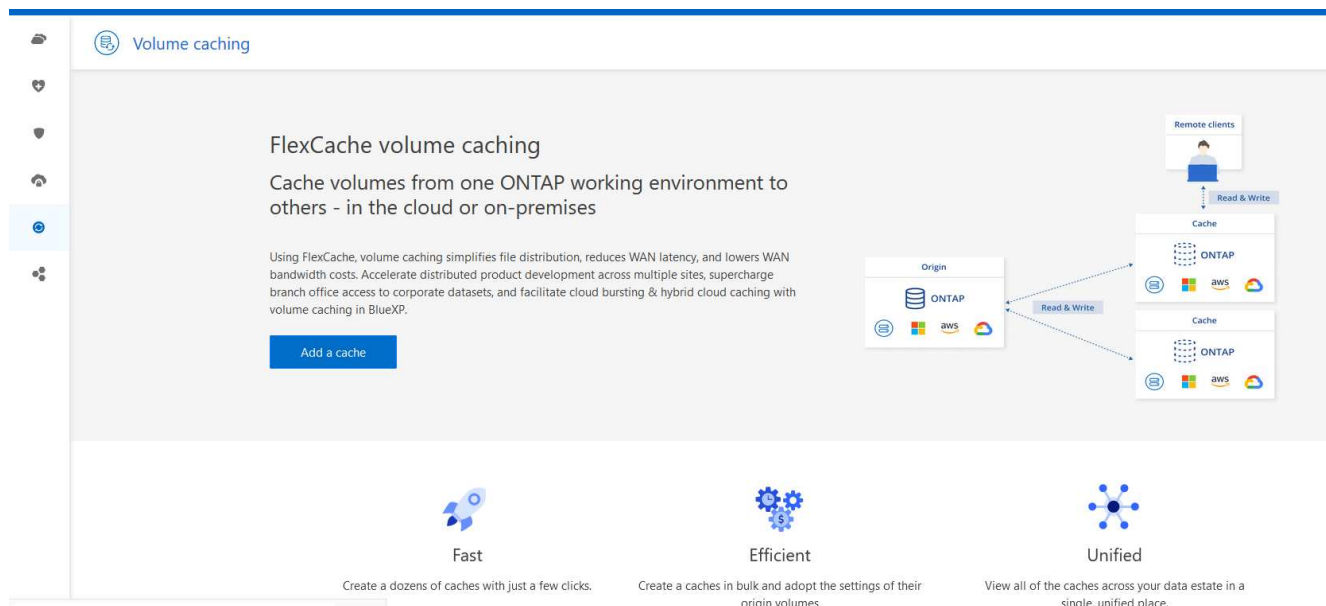 Volume caching
FlexCache volume caching
Cache volumes from one ONTAP working environment to
others - in the cloud or on-premises
Using FlexCache, volume caching simplifies file distribution, reduces WAN latency, and lowers WAN
bandwidth costs. Accelerate distributed product development across multiple sites, supercharge
branch office access to corporate datasets, and facilitate cloud bursting & hybrid cloud caching with
volume caching in BlueXP.
Add a cache
Remote clients
Read & Write
Cache
ONTAP
aws
Origin
ONTAP
aws
Read & Write
Cache
ONTAP
aws
$
Fast
Create a dozens of caches with just a few clicks.
Efficient
Create a caches in bulk and adopt the settings of their
origin volumes
Unified
View all of the caches across your data estate in a
single, unified place.